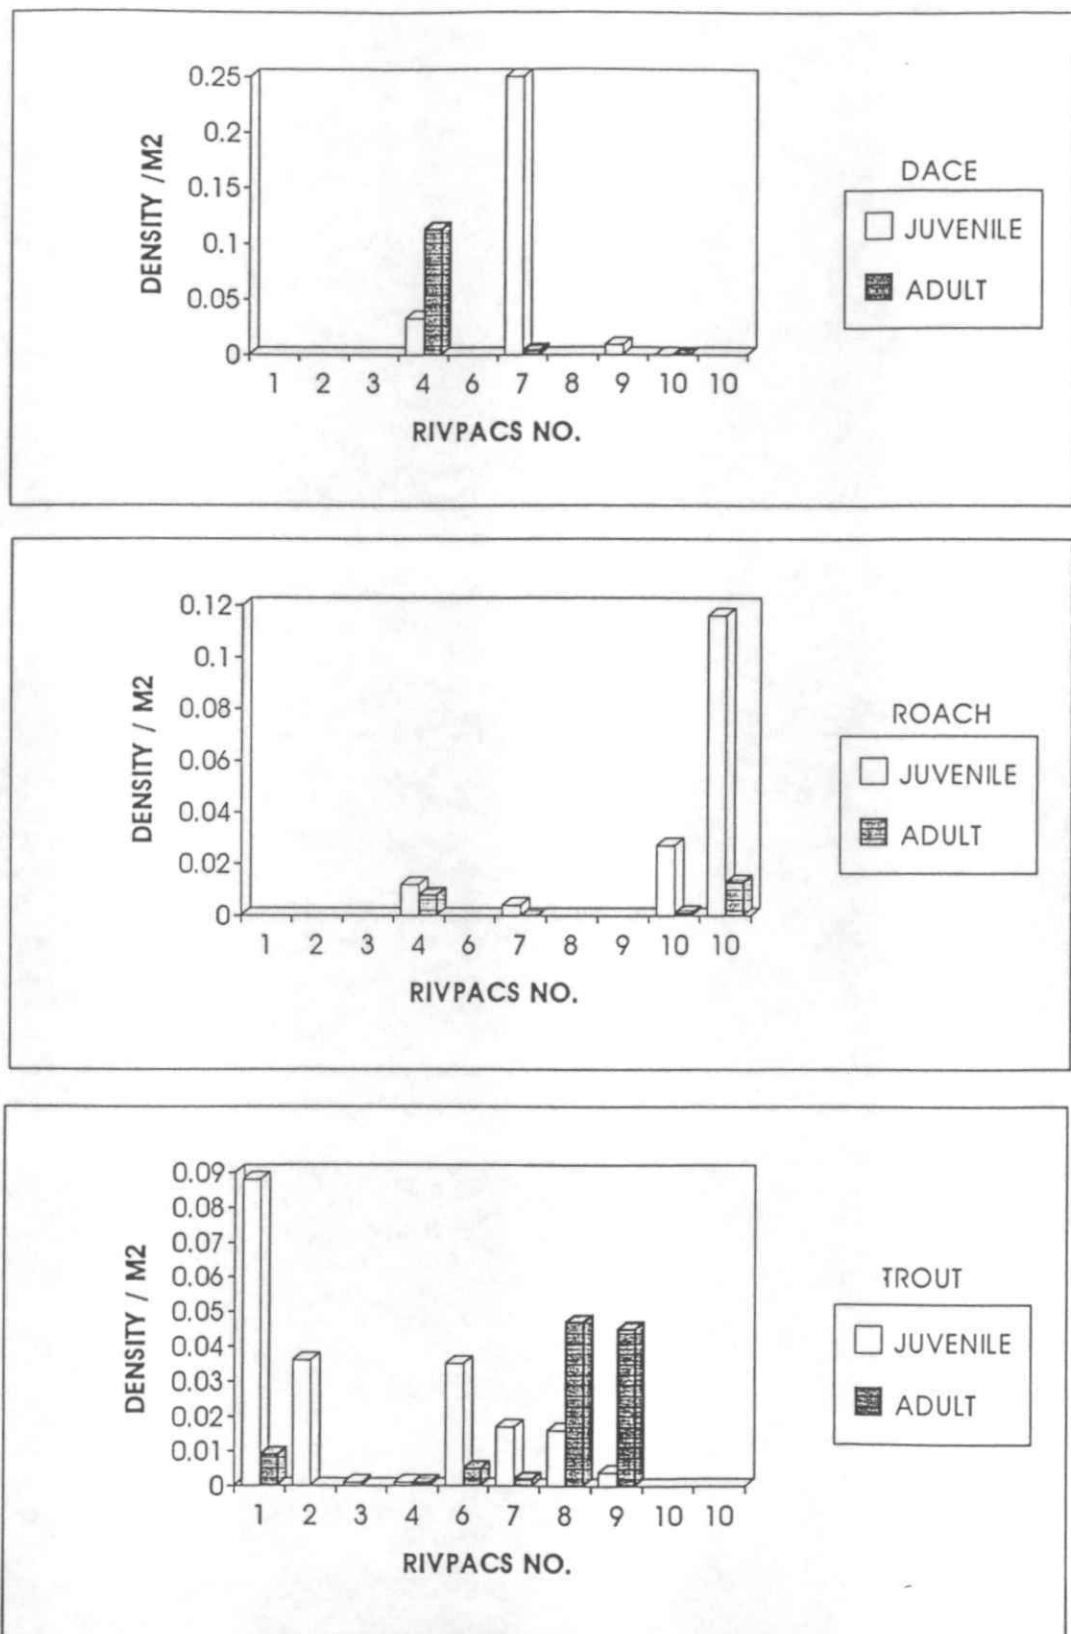 0.25
0.2
0.15
0.1
0.05
0
DENSITY /M2
1 2 3 4 6 7 8 9 10 10
RIVPACS NO.
DACE
JUVENILE
ADULT
0.12
0.1
0.08
0.06
0.04
0.02
0
DENSITY / M2
1 2 3 4 6 7 8 9 10 10
RIVPACS NO.
ROACH
JUVENILE
ADULT
0.09
0.08
0.07
0.06
0.05
0.04
0.03
0.02
0.01
0
DENSITY / M2
1 2 3 4 6 7 8 9 10 10
RIVPACS NO.
TROUT
JUVENILE
ADULT